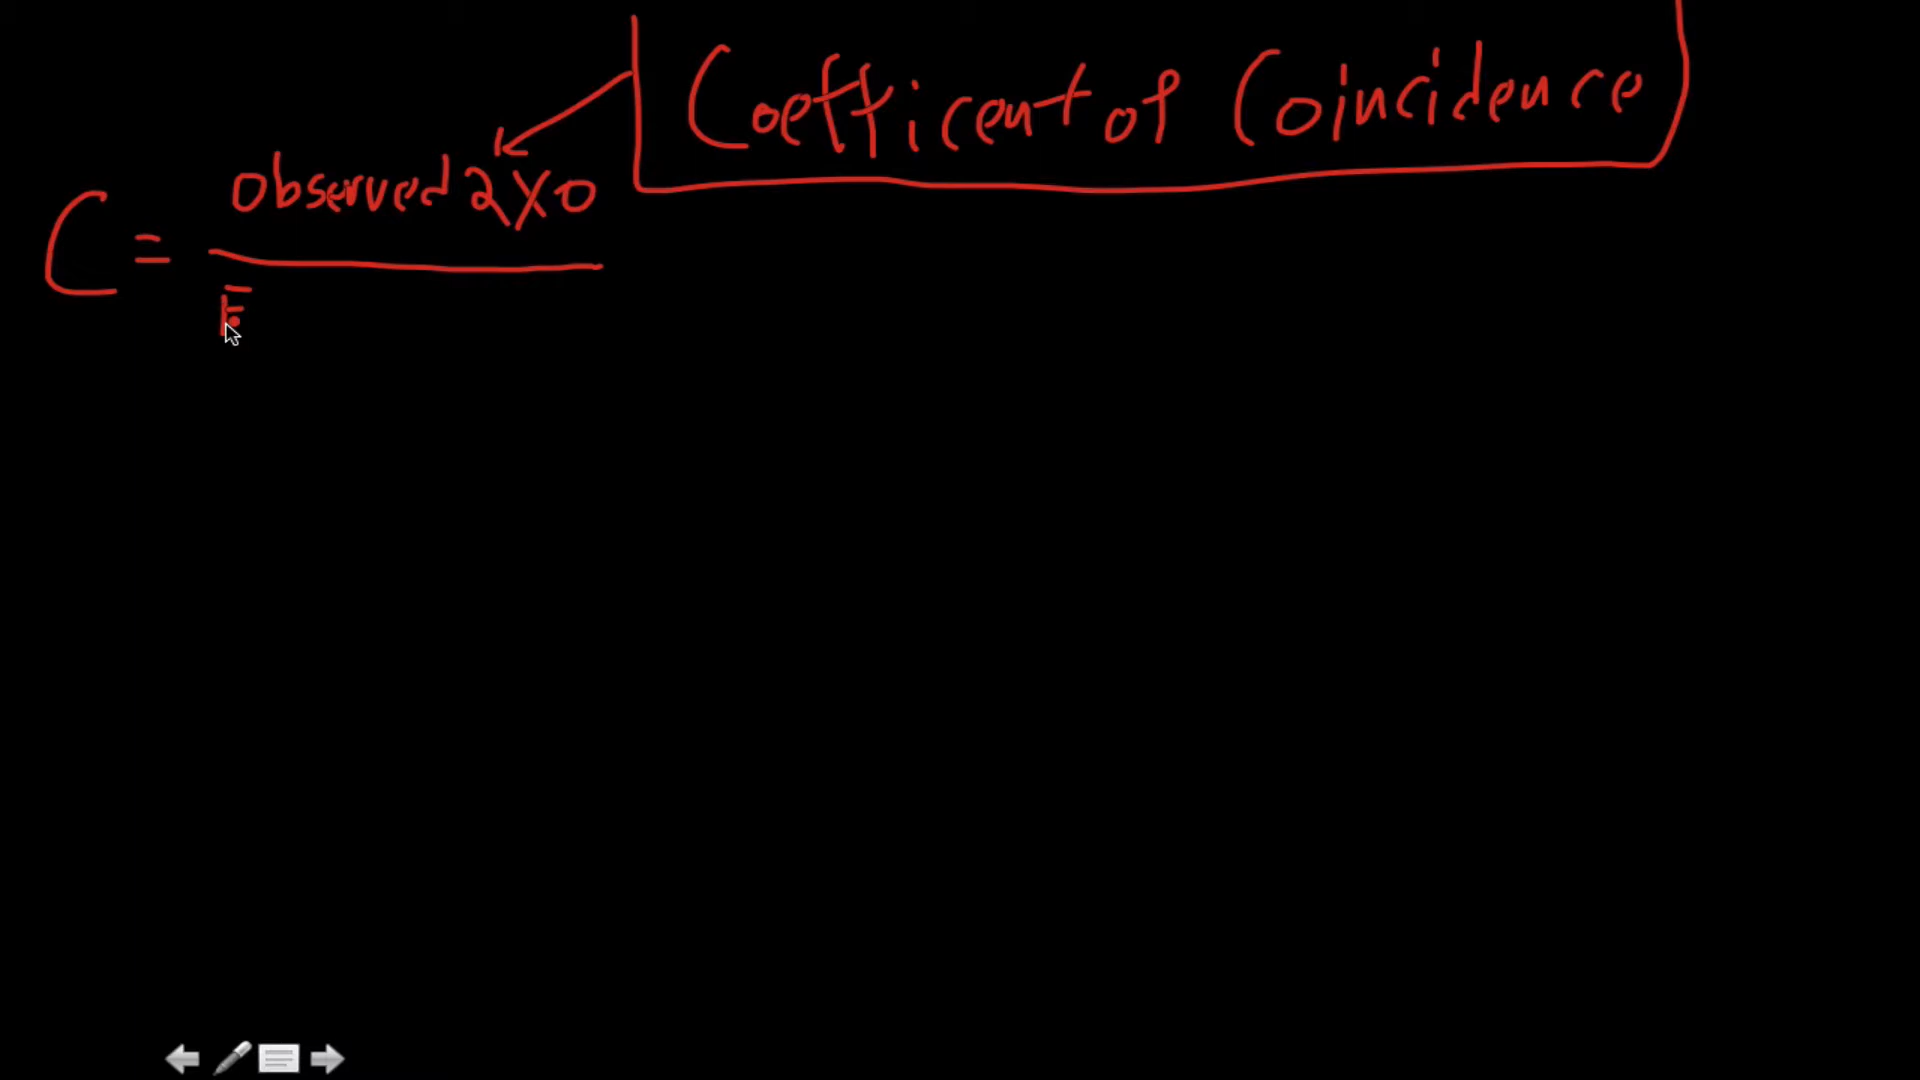 Coefficent of Coincidence
C = observed 2XO
E